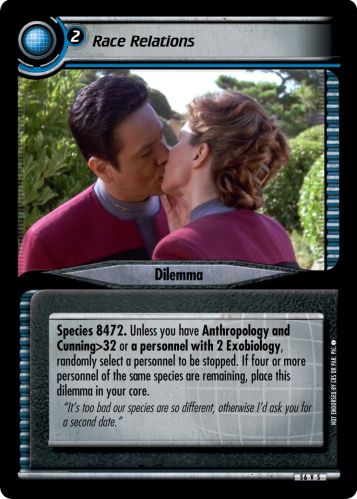 2 Race Relations
Dilemma
Species 8472. Unless you have Anthropology and
Cunning>32 or a personnel with 2 Exobiology,
randomly select a personnel to be stopped. If four or more
personnel of the same species are remaining, place this
dilemma in your core.
"It's too bad our species are so different, otherwise I'd ask you for
a second date."
NOT ENDORSED BY CBS OR PAR. PIC.